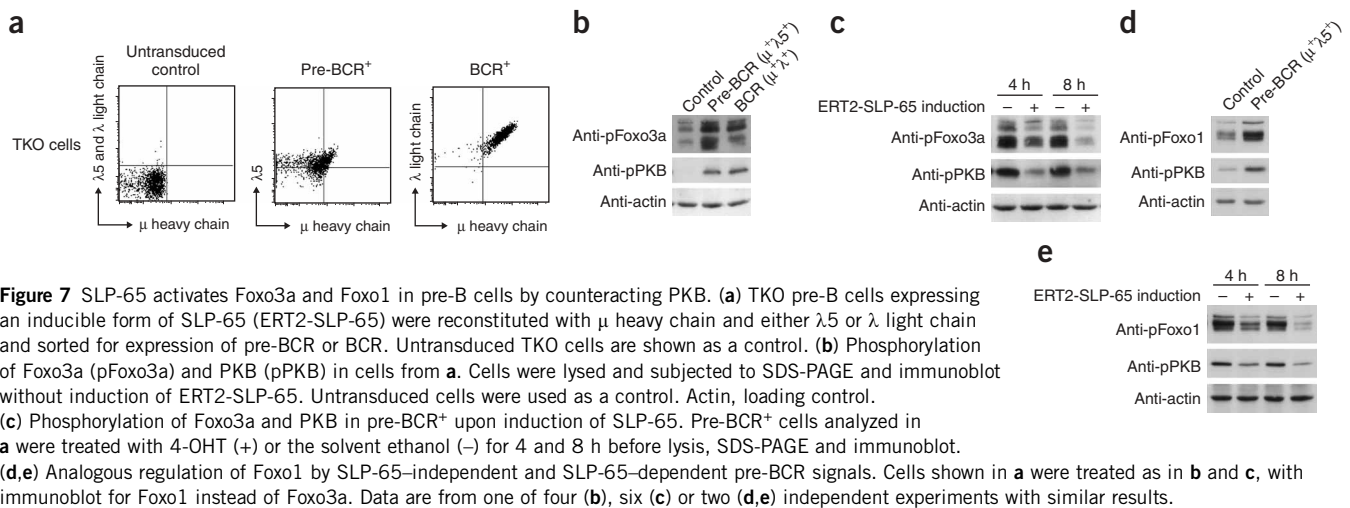 a
Untransduced
control
Pre-BCR⁺
BCR⁺
TKO cells
λ5 and λ light chain
λ5
λ light chain
μ heavy chain
μ heavy chain
μ heavy chain
b
Control
Pre-BCR (μ⁺λ5⁺)
BCR (μ⁺λ⁺)
Anti-pFoxo3a
Anti-pPKB
Anti-actin
c
4 h 8 h
ERT2-SLP-65 induction – + – +
Anti-pFoxo3a
Anti-pPKB
Anti-actin
d
Control
Pre-BCR (μ⁺λ5⁺)
Anti-pFoxo1
Anti-pPKB
Anti-actin
e
4 h 8 h
ERT2-SLP-65 induction – + – +
Anti-pFoxo1
Anti-pPKB
Anti-actin
Figure 7 SLP-65 activates Foxo3a and Foxo1 in pre-B cells by counteracting PKB. (a) TKO pre-B cells expressing
an inducible form of SLP-65 (ERT2-SLP-65) were reconstituted with μ heavy chain and either λ5 or λ light chain
and sorted for expression of pre-BCR or BCR. Untransduced TKO cells are shown as a control. (b) Phosphorylation
of Foxo3a (pFoxo3a) and PKB (pPKB) in cells from a. Cells were lysed and subjected to SDS-PAGE and immunoblot
without induction of ERT2-SLP-65. Untransduced cells were used as a control. Actin, loading control.
(c) Phosphorylation of Foxo3a and PKB in pre-BCR⁺ upon induction of SLP-65. Pre-BCR⁺ cells analyzed in
a were treated with 4-OHT (+) or the solvent ethanol (–) for 4 and 8 h before lysis, SDS-PAGE and immunoblot.
(d,e) Analogous regulation of Foxo1 by SLP-65–independent and SLP-65–dependent pre-BCR signals. Cells shown in a were treated as in b and c, with
immunoblot for Foxo1 instead of Foxo3a. Data are from one of four (b), six (c) or two (d,e) independent experiments with similar results.